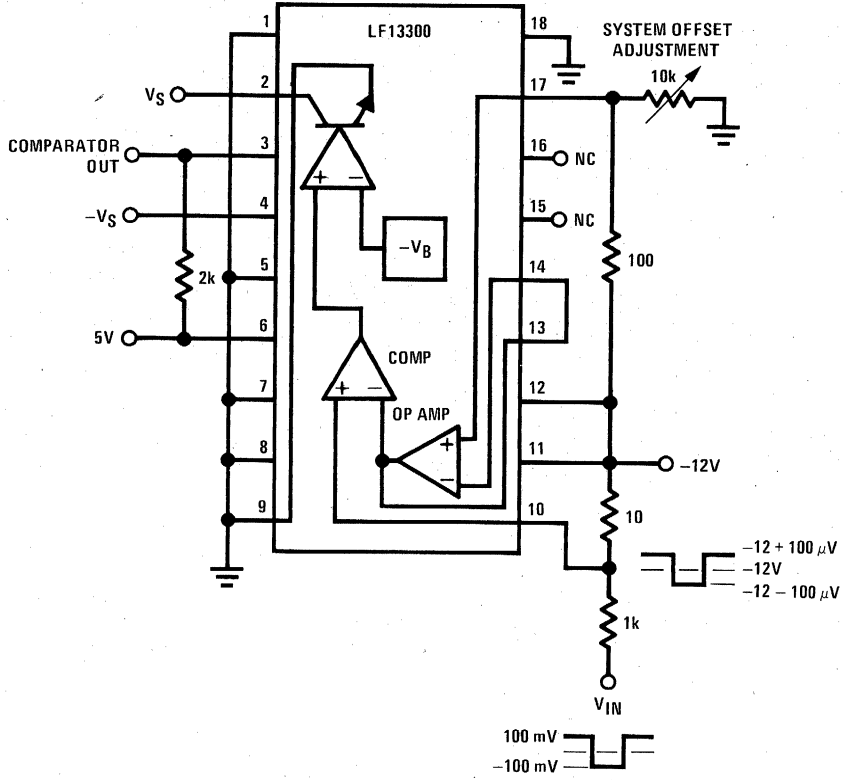 LF13300
1
2
3
4
5
6
7
8
9
18
17
16
15
14
13
12
11
10
VS
COMPARATOR
OUT
−VS
2k
5V
+ −
−VB
COMP
+ −
OP AMP
+
−
SYSTEM OFFSET
ADJUSTMENT
10k
NC
NC
100
−12V
10
−12 + 100 μV
−12V
−12 − 100 μV
1k
VIN
100 mV
−100 mV